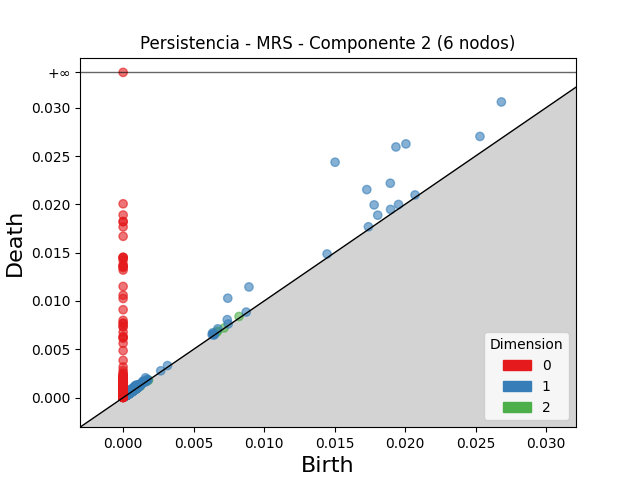 Persistencia - MRS - Componente 2 (6 nodos)
+∞
0.030
0.025
0.020
0.015
0.010
0.005
0.000
Death
Dimension
0
1
2
0.000 0.005 0.010 0.015 0.020 0.025 0.030
Birth